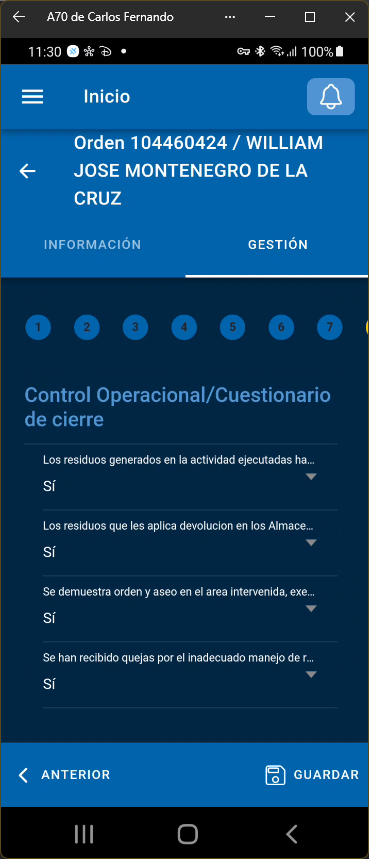 A70 de Carlos Fernando
11:30
100%
Inicio
Orden 104460424 / WILLIAM
JOSE MONTENEGRO DE LA
CRUZ
INFORMACIÓN GESTIÓN
1 2 3 4 5 6 7
Control Operacional/Cuestionario
de cierre
Los residuos generados en la actividad ejecutadas ha...
Sí
Los residuos que les aplica devolucion en los Almace...
Sí
Se demuestra orden y aseo en el area intervenida, exe...
Sí
Se han recibido quejas por el inadecuado manejo de r...
Sí
ANTERIOR GUARDAR